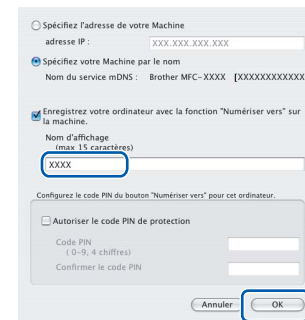 Spécifiez l'adresse de votre Machine
adresse IP :
XXX.XXX.XXX.XXX
Spécifiez votre Machine par le nom
Nom du service mDNS : Brother MFC-XXXX [XXXXXXXXXXXX
Enregistrez votre ordinateur avec la fonction "Numériser vers" sur
la machine.
Nom d'affichage
(max 15 caractères)
XXXX
Configurez le code PIN du bouton "Numériser vers" pour cet ordinateur.
Autoriser le code PIN de protection
Code PIN
( 0-9, 4 chiffres)
Confirmer le code PIN
Annuler OK